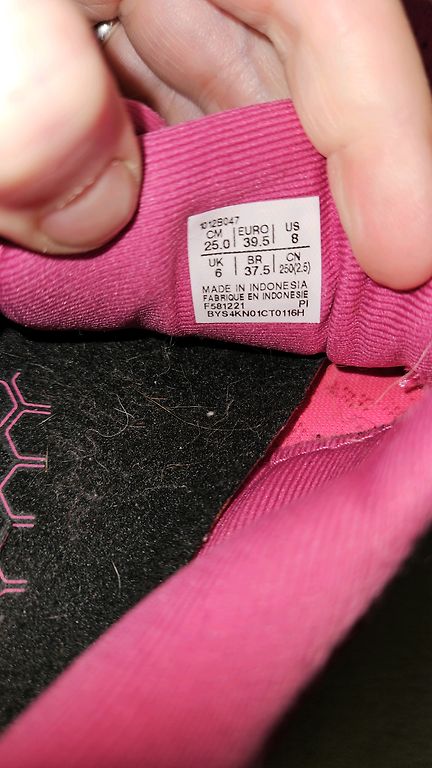 1012B047
CM EURO US
25.0 39.5 8
UK BR CN
6 37.5 250(2.5)
MADE IN INDONESIA
FABRIQUE EN INDONESIE
F581221 PI
BYS4KN01CT0116H